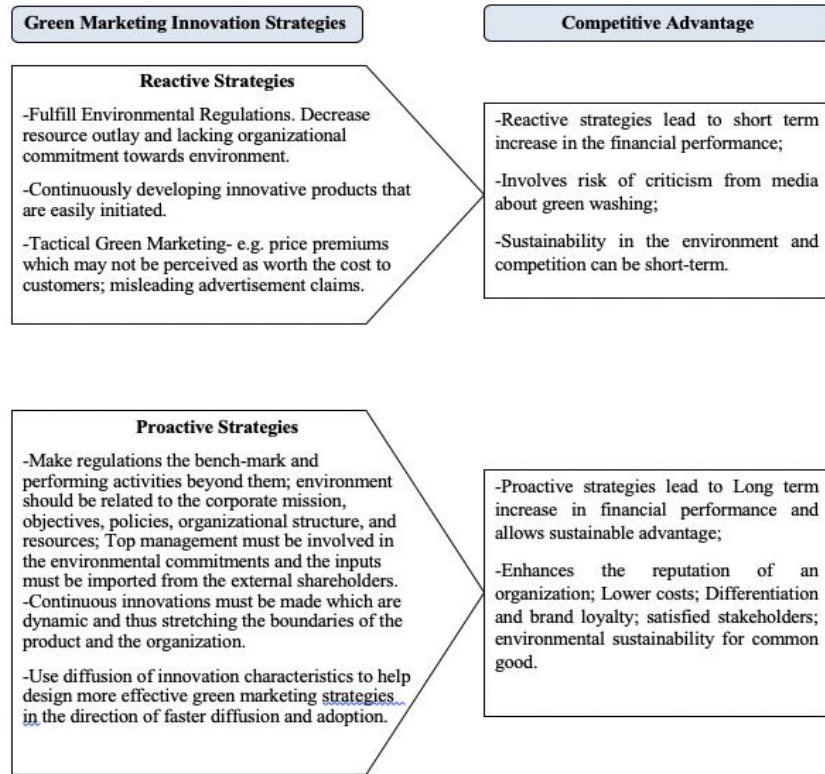 Green Marketing Innovation Strategies
Competitive Advantage
Reactive Strategies
-Fulfill Environmental Regulations. Decrease
resource outlay and lacking organizational
commitment towards environment.
-Continuously developing innovative products that
are easily initiated.
-Tactical Green Marketing- e.g. price premiums
which may not be perceived as worth the cost to
customers; misleading advertisement claims.
-Reactive strategies lead to short term
increase in the financial performance;
-Involves risk of criticism from media
about green washing;
-Sustainability in the environment and
competition can be short-term.
Proactive Strategies
-Make regulations the bench-mark and
performing activities beyond them; environment
should be related to the corporate mission,
objectives, policies, organizational structure, and
resources; Top management must be involved in
the environmental commitments and the inputs
must be imported from the external shareholders.
-Continuous innovations must be made which are
dynamic and thus stretching the boundaries of the
product and the organization.
-Use diffusion of innovation characteristics to help
design more effective green marketing strategies
in the direction of faster diffusion and adoption.
-Proactive strategies lead to Long term
increase in financial performance and
allows sustainable advantage;
-Enhances the reputation of an
organization; Lower costs; Differentiation
and brand loyalty; satisfied stakeholders;
environmental sustainability for common
good.